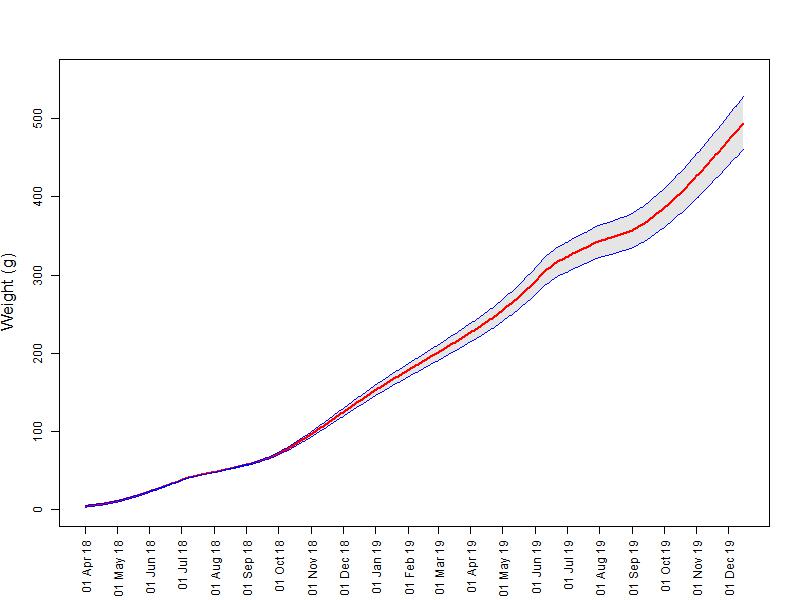 Weight (g)
500
400
300
200
100
0
01 Apr 18
01 May 18
01 Jun 18
01 Jul 18
01 Aug 18
01 Sep 18
01 Oct 18
01 Nov 18
01 Dec 18
01 Jan 19
01 Feb 19
01 Mar 19
01 Apr 19
01 May 19
01 Jun 19
01 Jul 19
01 Aug 19
01 Sep 19
01 Oct 19
01 Nov 19
01 Dec 19